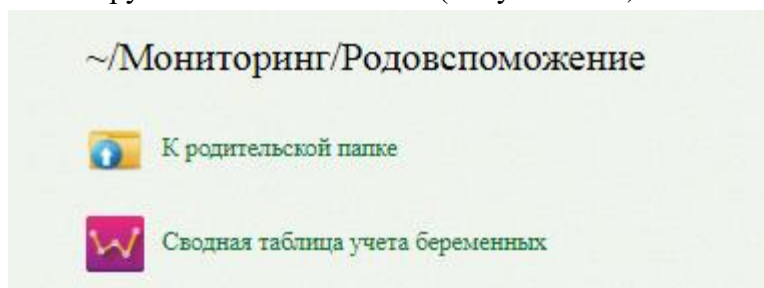 ~/Мониторинг/Родовспоможение
К родительской папке
Сводная таблица учета беременных